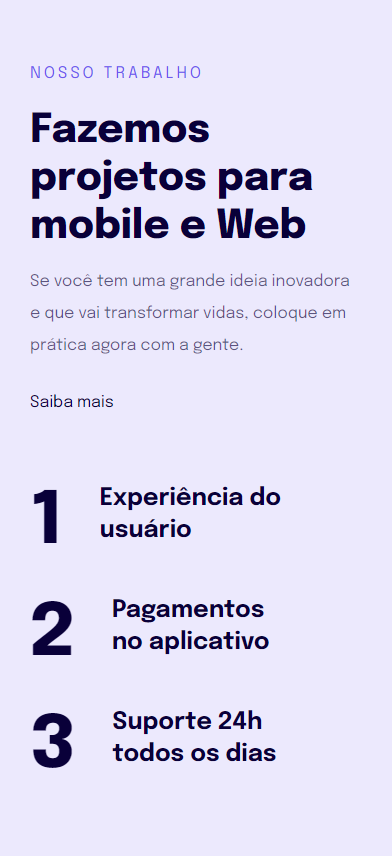 NOSSO TRABALHO
Fazemos
projetos para
mobile e Web
Se você tem uma grande ideia inovadora
e que vai transformar vidas, coloque em
prática agora com a gente.
Saiba mais
1
Experiência do
usuário
2
Pagamentos
no aplicativo
3
Suporte 24h
todos os dias